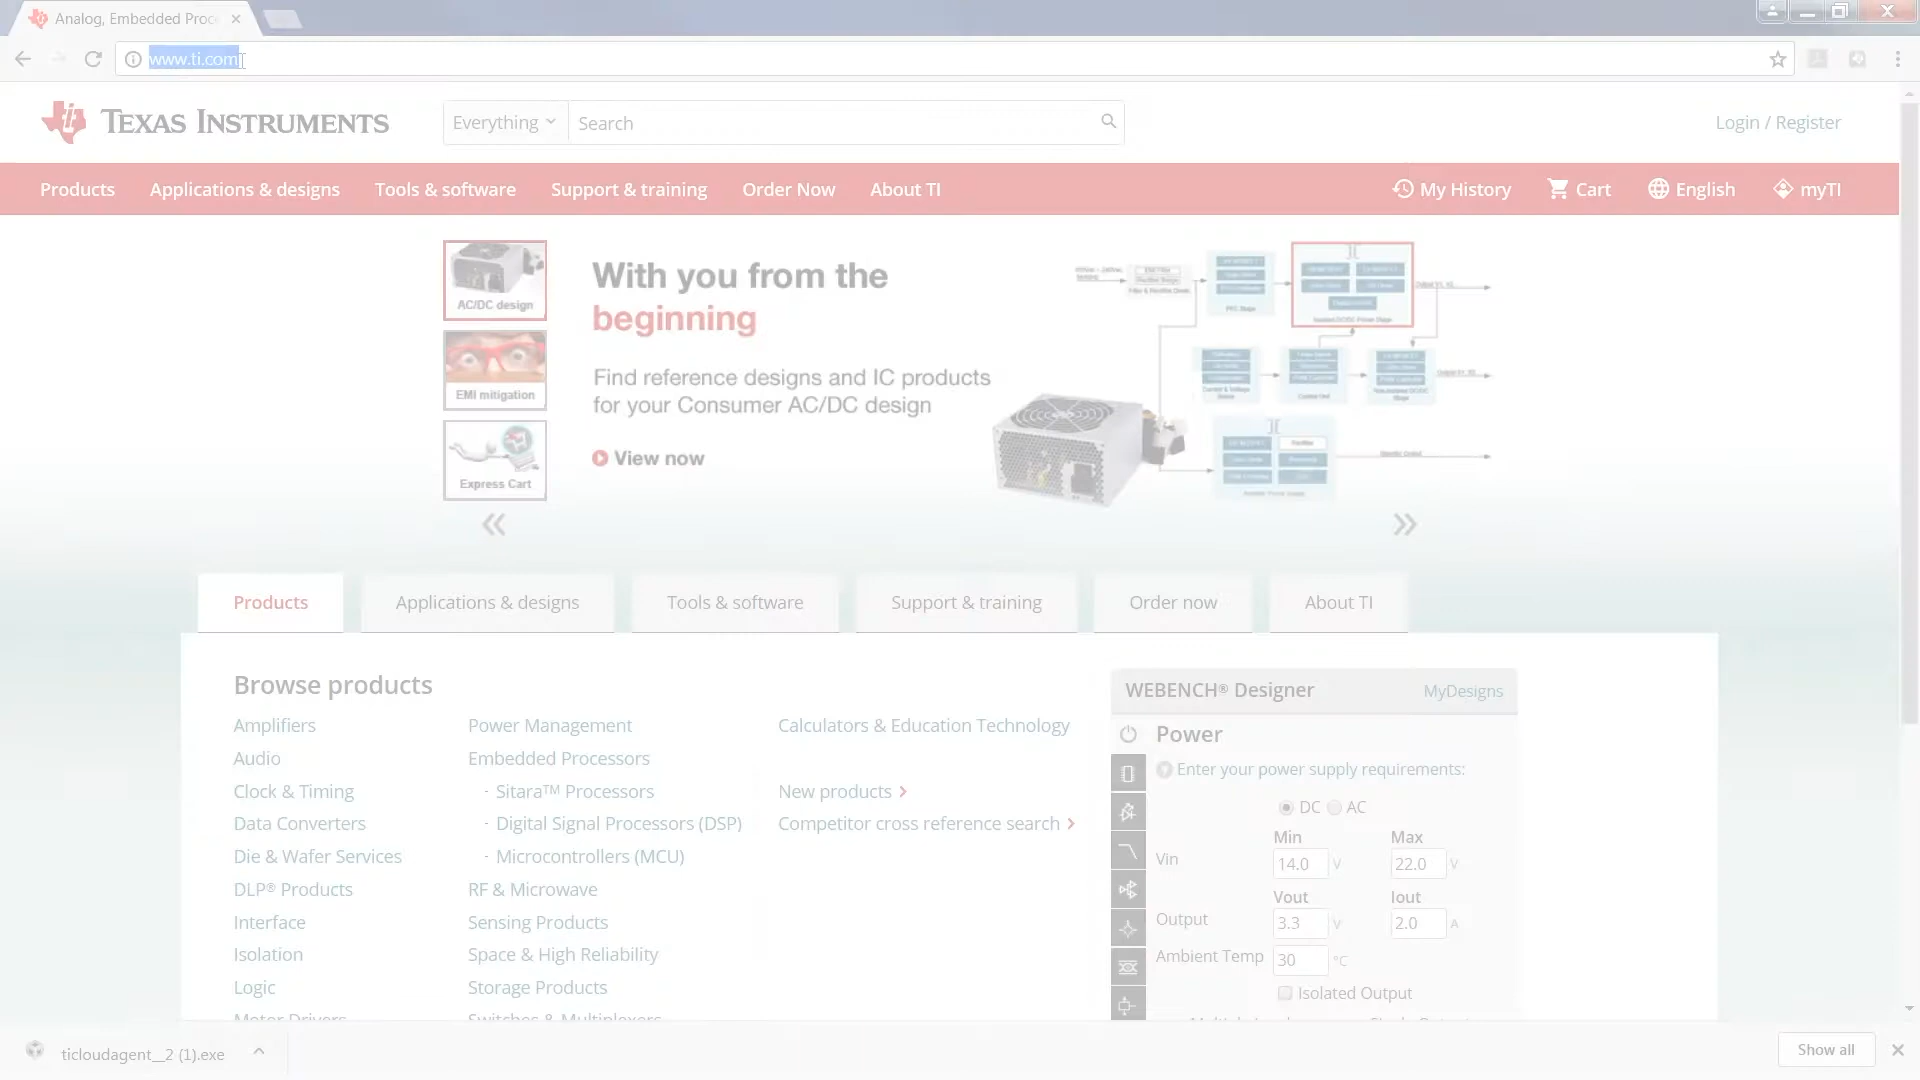 Analog, Embedded Proc
www.ti.com
TEXAS INSTRUMENTS
Everything
Search
Login / Register
Products
Applications & designs
Tools & software
Support & training
Order Now
About TI
My History
Cart
English
myTI
AC/DC design
EMI mitigation
Express Cart
With you from the
beginning
Find reference designs and IC products
for your Consumer AC/DC design
View now
Products
Applications & designs
Tools & software
Support & training
Order now
About TI
Browse products
Amplifiers
Audio
Clock & Timing
Data Converters
Die & Wafer Services
DLP® Products
Interface
Isolation
Logic
Motor Drivers
Power Management
Embedded Processors
- Sitara™ Processors
- Digital Signal Processors (DSP)
- Microcontrollers (MCU)
RF & Microwave
Sensing Products
Space & High Reliability
Storage Products
Switches & Multiplexers
Calculators & Education Technology
New products
Competitor cross reference search
WEBENCH® Designer
MyDesigns
Power
Enter your power supply requirements:
DC AC
Min Max
Vin 14.0 V 22.0 V
Vout Iout
Output 3.3 V 2.0 A
Ambient Temp 30 °C
Isolated Output
ticloudagent__2 (1).exe
Show all